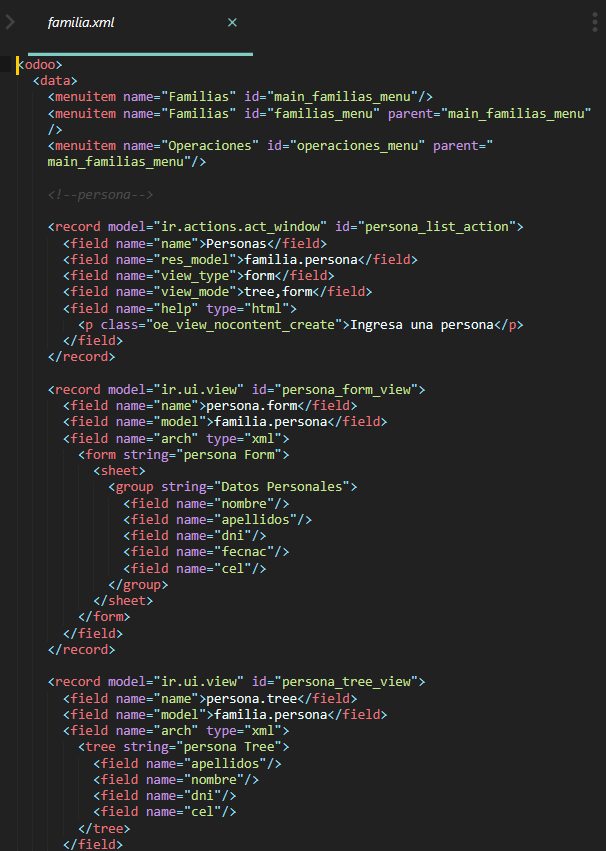 familia.xml
<odoo>
<data>
<menuitem name="Familias" id="main_familias_menu"/>
<menuitem name="Familias" id="familias_menu" parent="main_familias_menu"
/>
<menuitem name="Operaciones" id="operaciones_menu" parent="
main_familias_menu"/>
<!--persona-->
<record model="ir.actions.act_window" id="persona_list_action">
<field name="name">Personas</field>
<field name="res_model">familia.persona</field>
<field name="view_type">form</field>
<field name="view_mode">tree,form</field>
<field name="help" type="html">
<p class="oe_view_nocontent_create">Ingresa una persona</p>
</field>
</record>
<record model="ir.ui.view" id="persona_form_view">
<field name="name">persona.form</field>
<field name="model">familia.persona</field>
<field name="arch" type="xml">
<form string="persona Form">
<sheet>
<group string="Datos Personales">
<field name="nombre"/>
<field name="apellidos"/>
<field name="dni"/>
<field name="fecnac"/>
<field name="cel"/>
</group>
</sheet>
</form>
</field>
</record>
<record model="ir.ui.view" id="persona_tree_view">
<field name="name">persona.tree</field>
<field name="model">familia.persona</field>
<field name="arch" type="xml">
<tree string="persona Tree">
<field name="apellidos"/>
<field name="nombre"/>
<field name="dni"/>
<field name="cel"/>
</tree>
</field>